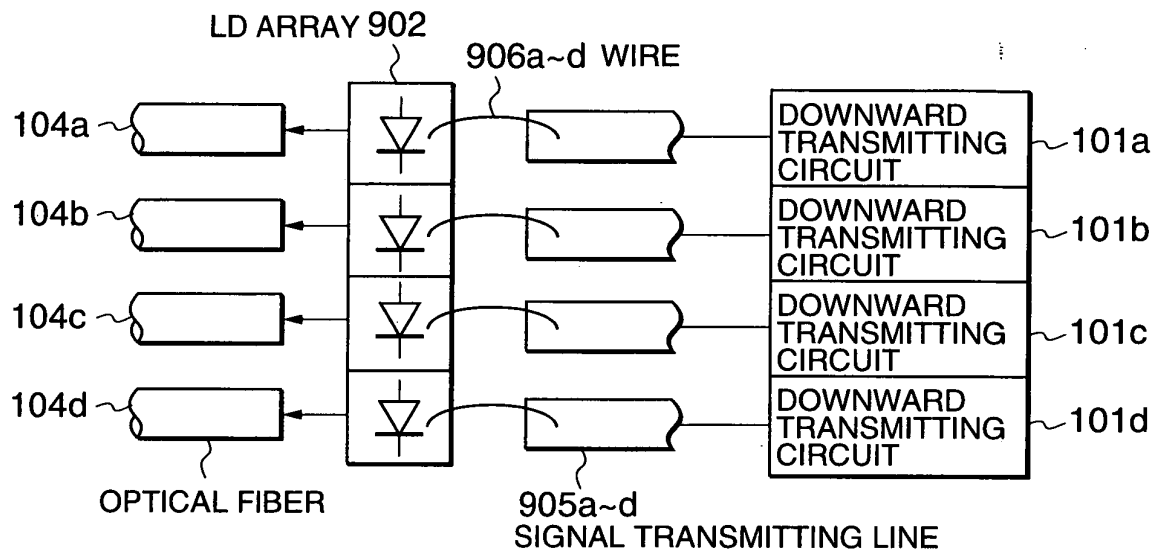 LD ARRAY 902
906a~d WIRE
104a
DOWNWARD
TRANSMITTING
CIRCUIT
101a
104b
DOWNWARD
TRANSMITTING
CIRCUIT
101b
104c
DOWNWARD
TRANSMITTING
CIRCUIT
101c
104d
DOWNWARD
TRANSMITTING
CIRCUIT
101d
OPTICAL FIBER
905a~d
SIGNAL TRANSMITTING LINE